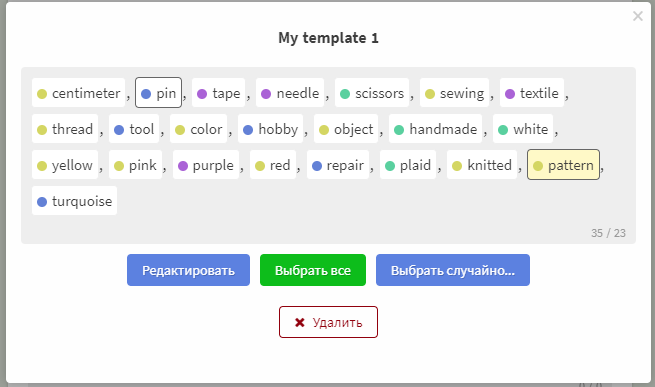 My template 1
centimeter , pin , tape , needle , scissors , sewing , textile ,
thread , tool , color , hobby , object , handmade , white ,
yellow , pink , purple , red , repair , plaid , knitted , pattern ,
turquoise
35 / 23
Редактировать Выбрать все Выбрать случайно...
Удалить